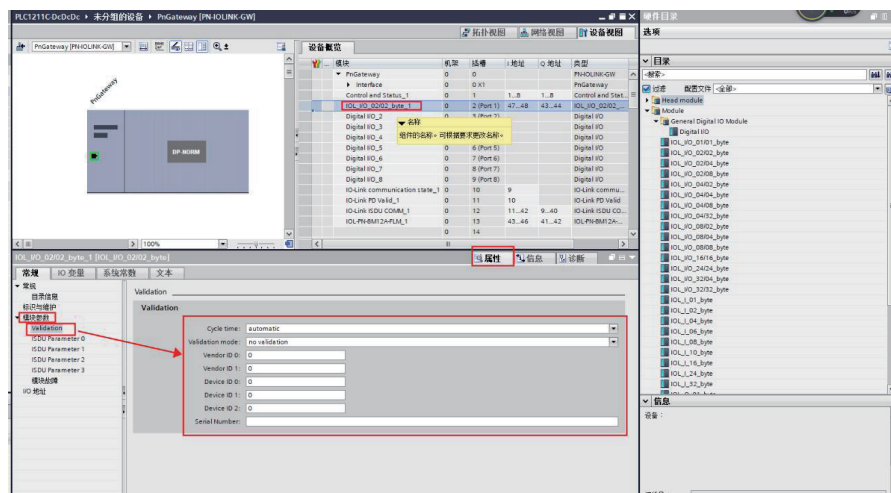 PLC1211C-DcDcDc ▸ 未分组的设备 ▸ PnGateway [PN-IOLINK-GW]
硬件目录
拓扑视图 网络视图 设备视图
选项
PnGateway [PN-IOLINK-GW]
设备概览
模块 机架 插槽 I 地址 Q 地址 类型
PnGateway 0 0 PN-IOLINK-GW
Interface 0 0 X1 PnGateway
Control and Status_1 0 1 1...8 1...8 Control and Stat...
IOL_I/O_02/02_byte_1 0 2 (Port 1) 47...48 43...44 IOL_I/O_02/02_...
Digital I/O_2 0 3 (Port 2) Digital I/O
Digital I/O_3 Digital I/O
Digital I/O_4 Digital I/O
Digital I/O_5 0 6 (Port 5) Digital I/O
Digital I/O_6 0 7 (Port 6) Digital I/O
Digital I/O_7 0 8 (Port 7) Digital I/O
Digital I/O_8 0 9 (Port 8) Digital I/O
IO-Link communication state_1 0 10 9 IO-Link commu...
IO-Link PD Valid_1 0 11 10 IO-Link PD Valid
IO-Link ISDU COMM_1 0 12 11...42 9...40 IO-Link ISDU CO...
IOL-PN-8M12A-FLM_1 0 13 43...46 41...42 IOL-PN-8M12A-...
0 14
名称
组件的名称。可根据要求更改名称。
PnGateway
DP-NORM
100%
目录
<搜索>
过滤 配置文件 <全部>
Head module
Module
General Digital IO Module
Digital I/O
IOL_I/O_01/01_byte
IOL_I/O_02/02_byte
IOL_I/O_02/04_byte
IOL_I/O_02/08_byte
IOL_I/O_04/02_byte
IOL_I/O_04/04_byte
IOL_I/O_04/08_byte
IOL_I/O_04/32_byte
IOL_I/O_08/02_byte
IOL_I/O_08/04_byte
IOL_I/O_08/08_byte
IOL_I/O_16/16_byte
IOL_I/O_24/24_byte
IOL_I/O_32/04_byte
IOL_I/O_32/32_byte
IOL_I_01_byte
IOL_I_02_byte
IOL_I_04_byte
IOL_I_06_byte
IOL_I_08_byte
IOL_I_10_byte
IOL_I_16_byte
IOL_I_24_byte
IOL_I_32_byte
信息
设备：
IOL_I/O_02/02_byte_1 [IOL_I/O_02/02_byte]
属性 信息 诊断
常规 IO 变量 系统常数 文本
常规
目录信息
标识与维护
模块参数
Validation
ISDU Parameter 0
ISDU Parameter 1
ISDU Parameter 2
ISDU Parameter 3
模块故障
I/O 地址
Validation
Validation
Cycle time: automatic
Validation mode: no validation
Vendor ID 0: 0
Vendor ID 1: 0
Device ID 0: 0
Device ID 1: 0
Device ID 2: 0
Serial Number: